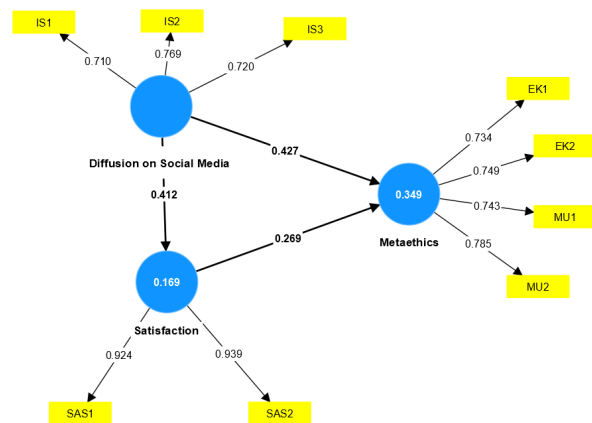 IS1
IS2
IS3
0.710
0.769
0.720
EK1
0.734
EK2
0.427
0.749
Diffusion on Social Media
0.412
0.349
0.743
MU1
0.269
Metaethics
0.785
0.169
MU2
Satisfaction
0.924
0.939
SAS1
SAS2